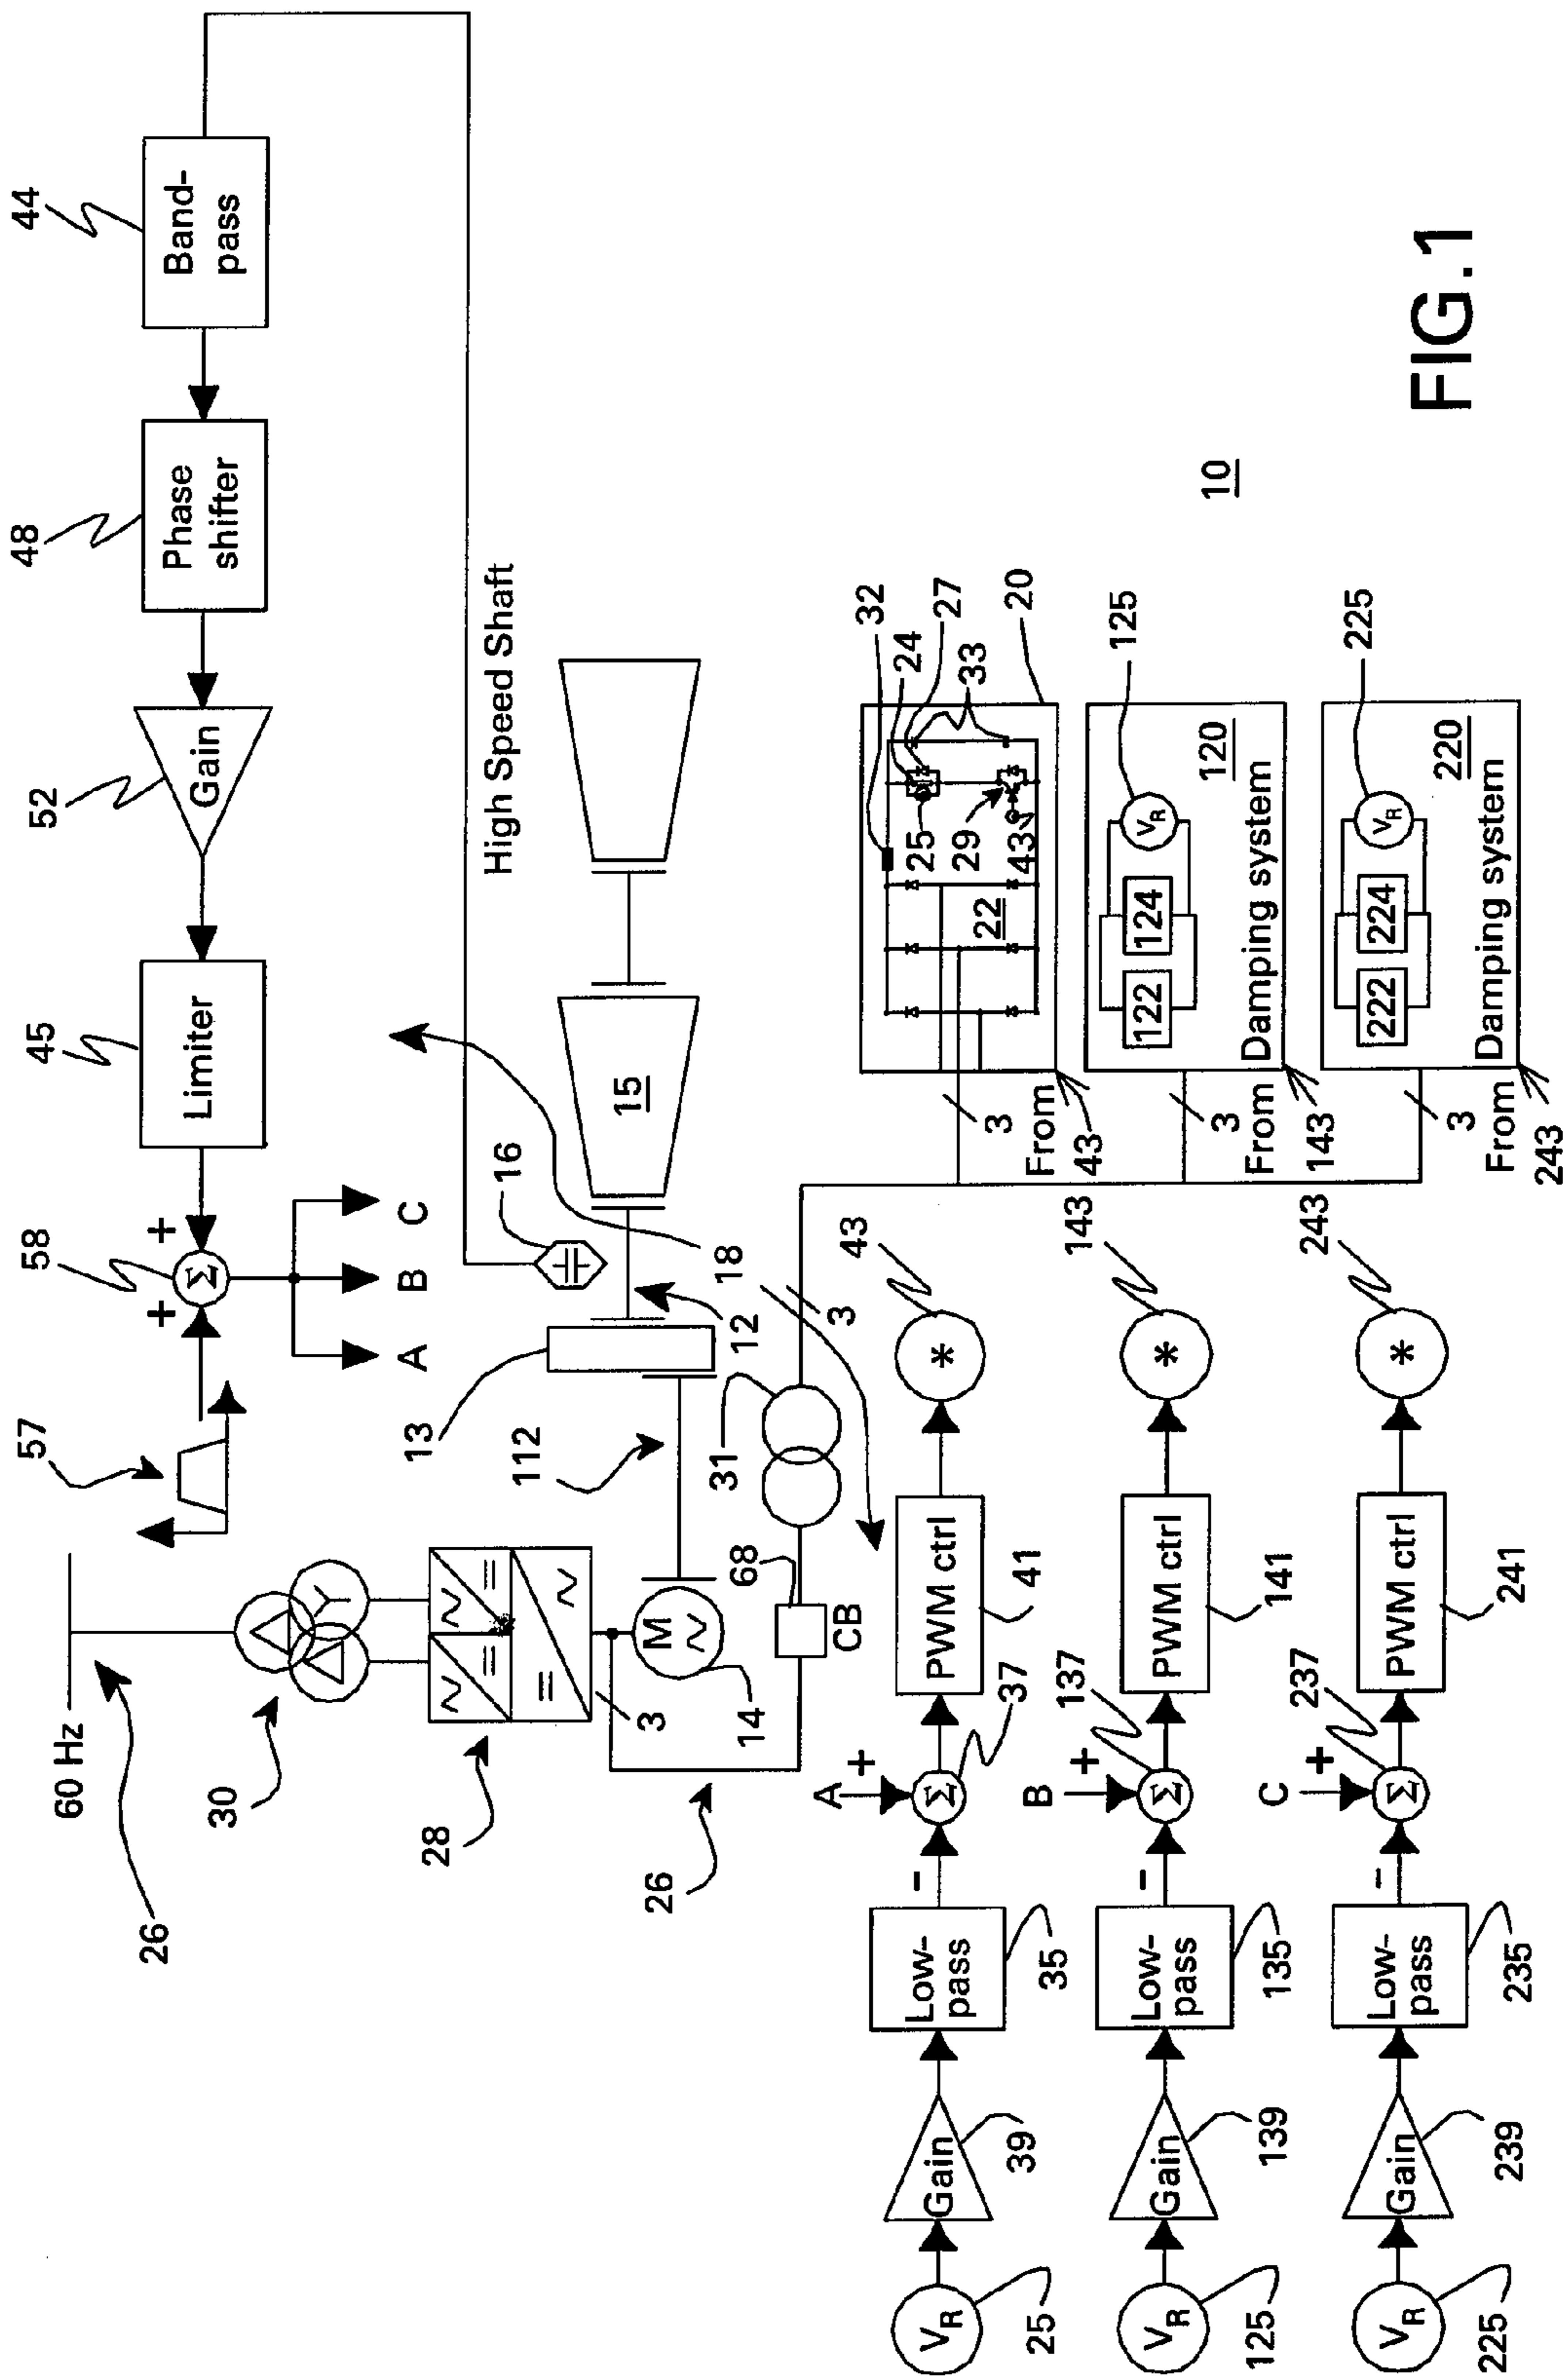 44
48
52
45
58
57
Band-
pass
Phase
shifter
Gain
Limiter
Σ
+
+
A
B
C
60 Hz
26
30
28
3
M
14
26
CB
68
31
3
112
13
12
16
18
15
High Speed Shaft
32
24
27
33
20
25
29
43
22
3
From
43
125
V_R
120
122
124
Damping system
3
From
143
225
V_R
220
222
224
Damping system
3
From
243
V_R
25
Gain
39
Low-
pass
35
−
A
+
Σ
37
PWM ctrl
41
*
43
V_R
125
Gain
139
Low-
pass
135
−
B
+
Σ
137
PWM ctrl
141
*
143
V_R
225
Gain
239
Low-
pass
235
−
C
+
Σ
237
PWM ctrl
241
*
243
10
FIG.1